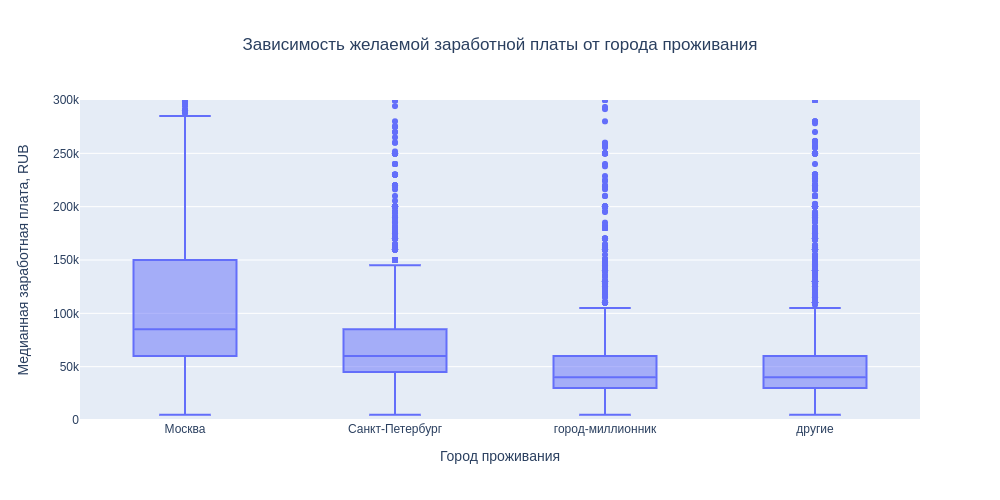 Зависимость желаемой заработной платы от города проживания
Медианная заработная плата, RUB
300k
250k
200k
150k
100k
50k
0
Москва
Санкт-Петербург
город-миллионник
другие
Город проживания